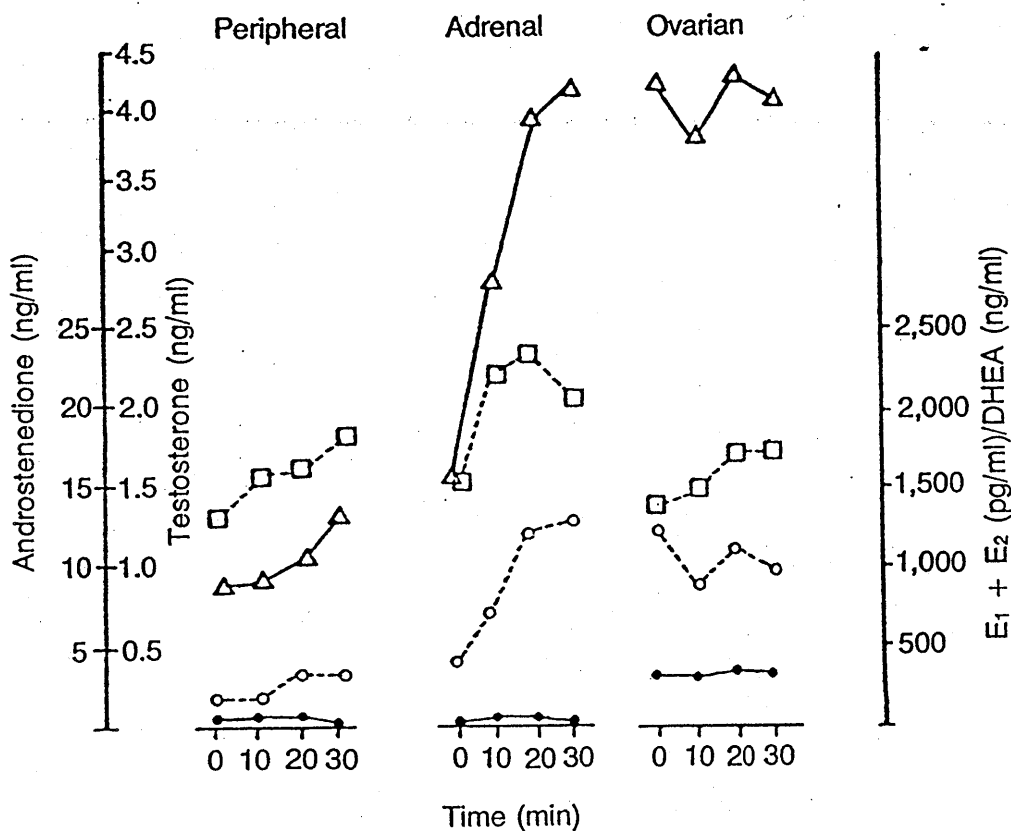 Peripheral Adrenal Ovarian
4.5
4.0
3.5
3.0
25 2.5 2,500
20 2.0 2,000
15 1.5 1,500
10 1.0 1,000
5 0.5 500
Androstenedione (ng/ml)
Testosterone (ng/ml)
E₁ + E₂ (pg/ml)/DHEA (ng/ml)
0 10 20 30 0 10 20 30 0 10 20 30
Time (min)